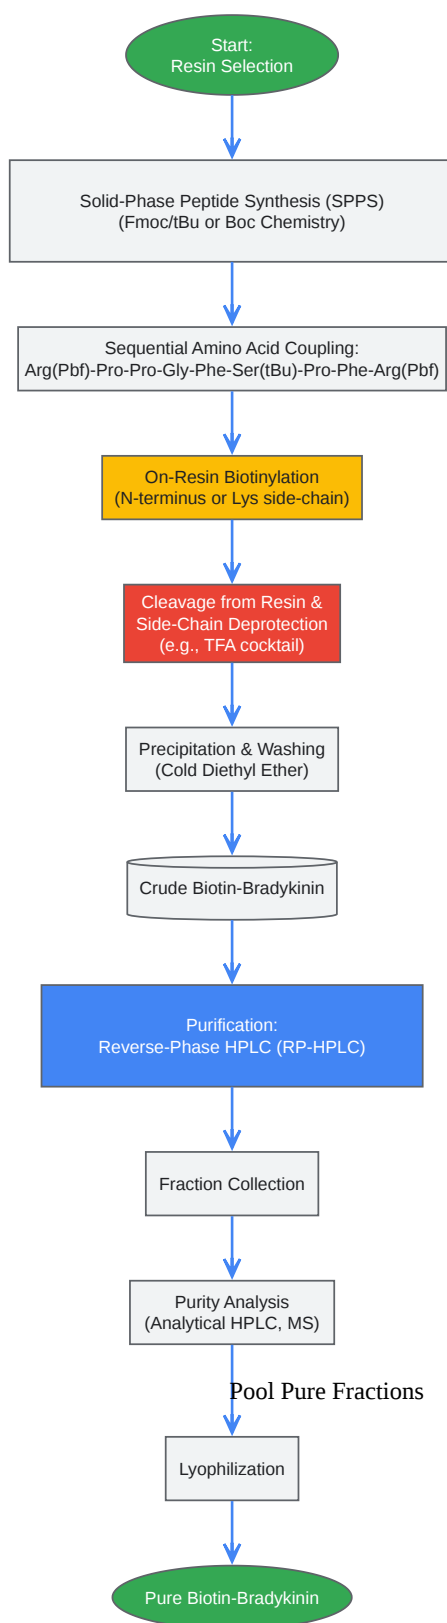 Start:
Resin Selection
Solid-Phase Peptide Synthesis (SPPS)
(Fmoc/tBu or Boc Chemistry)
Sequential Amino Acid Coupling:
Arg(Pbf)-Pro-Pro-Gly-Phe-Ser(tBu)-Pro-Phe-Arg(Pbf)
On-Resin Biotinylation
(N-terminus or Lys side-chain)
Cleavage from Resin &
Side-Chain Deprotection
(e.g., TFA cocktail)
Precipitation & Washing
(Cold Diethyl Ether)
Crude Biotin-Bradykinin
Purification:
Reverse-Phase HPLC (RP-HPLC)
Fraction Collection
Purity Analysis
(Analytical HPLC, MS)
Pool Pure Fractions
Lyophilization
Pure Biotin-Bradykinin